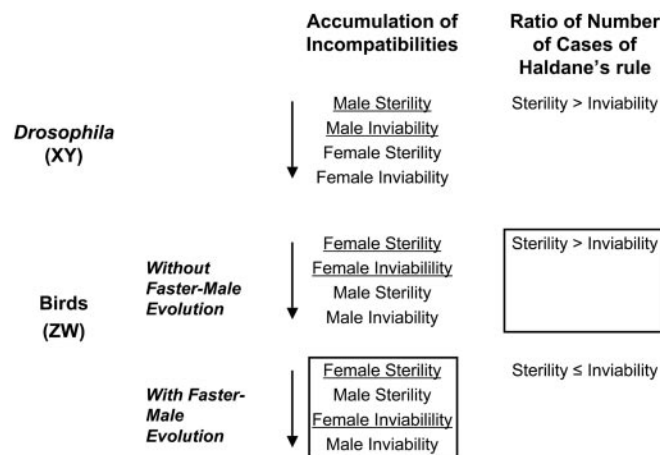 Accumulation of
Incompatibilities
Ratio of Number
of Cases of
Haldane's rule
Drosophila
(XY)
Male Sterility
Male Inviability
Female Sterility
Female Inviability
Sterility > Inviability
Birds
(ZW)
Without
Faster-Male
Evolution
Female Sterility
Female Inviabilility
Male Sterility
Male Inviability
Sterility > Inviability
With Faster-
Male
Evolution
Female Sterility
Male Sterility
Female Inviabilility
Male Inviability
Sterility ≤ Inviability